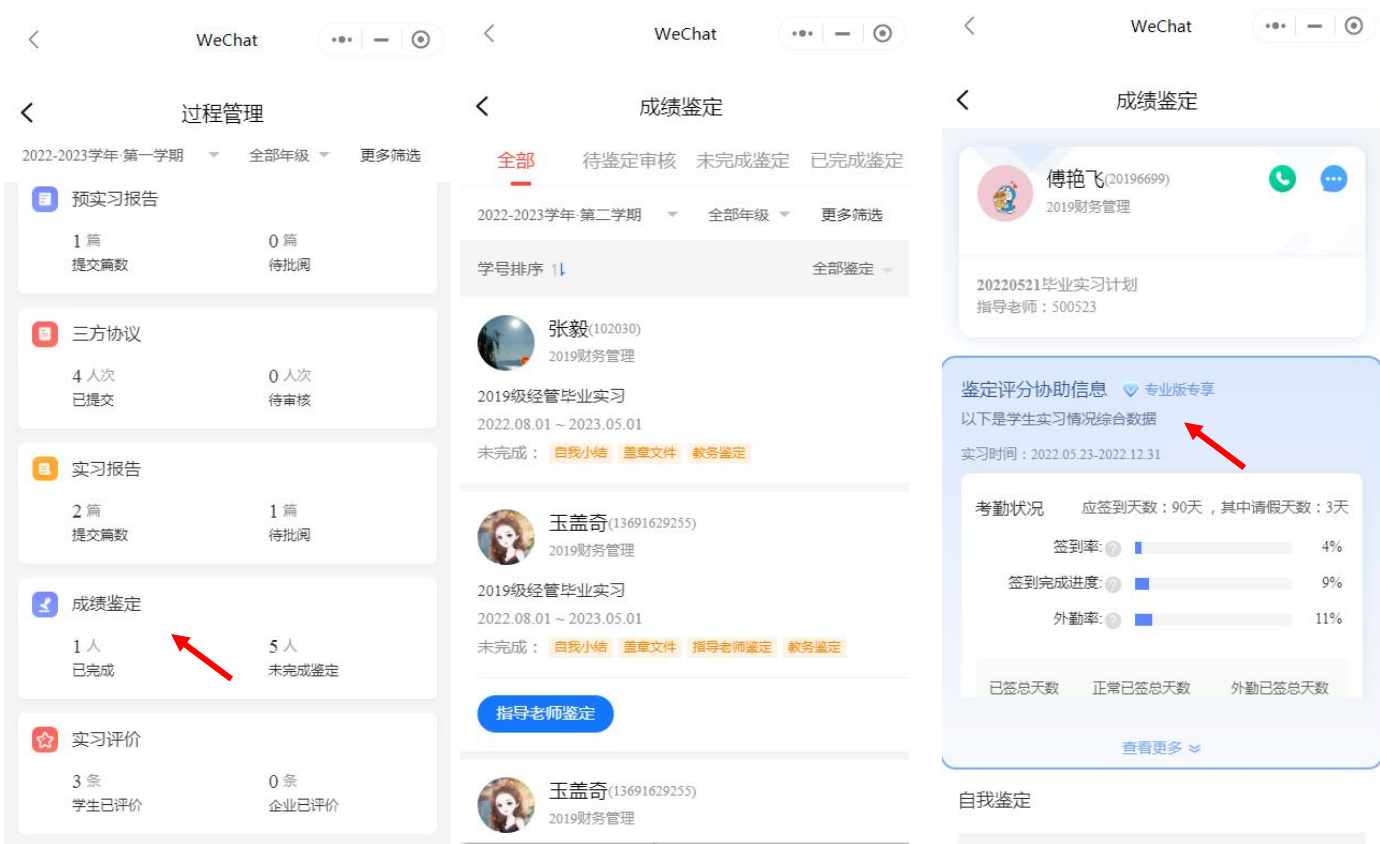 WeChat
过程管理
2022-2023学年·第一学期 全部年级 更多筛选
预实习报告
1 篇 0 篇
提交篇数 待批阅
三方协议
4 人次 0 人次
已提交 待审核
实习报告
2 篇 1 篇
提交篇数 待批阅
成绩鉴定
1 人 5 人
已完成 未完成鉴定
实习评价
3 条 0 条
学生已评价 企业已评价
WeChat
成绩鉴定
全部 待鉴定审核 未完成鉴定 已完成鉴定
2022-2023学年·第二学期 全部年级 更多筛选
学号排序 全部鉴定
张毅(102030)
2019财务管理
2019级经管毕业实习
2022.08.01 ~ 2023.05.01
未完成： 自我小结 盖章文件 教务鉴定
玉盖奇(13691629255)
2019财务管理
2019级经管毕业实习
2022.08.01 ~ 2023.05.01
未完成： 自我小结 盖章文件 指导老师鉴定 教务鉴定
指导老师鉴定
玉盖奇(13691629255)
2019财务管理
WeChat
成绩鉴定
傅艳飞(20196699)
2019财务管理
20220521毕业实习计划
指导老师：500523
鉴定评分协助信息 专业版专享
以下是学生实习情况综合数据
实习时间：2022.05.23-2022.12.31
考勤状况 应签到天数：90天，其中请假天数：3天
签到率: 4%
签到完成进度: 9%
外勤率: 11%
已签总天数 正常已签总天数 外勤已签总天数
查看更多
自我鉴定